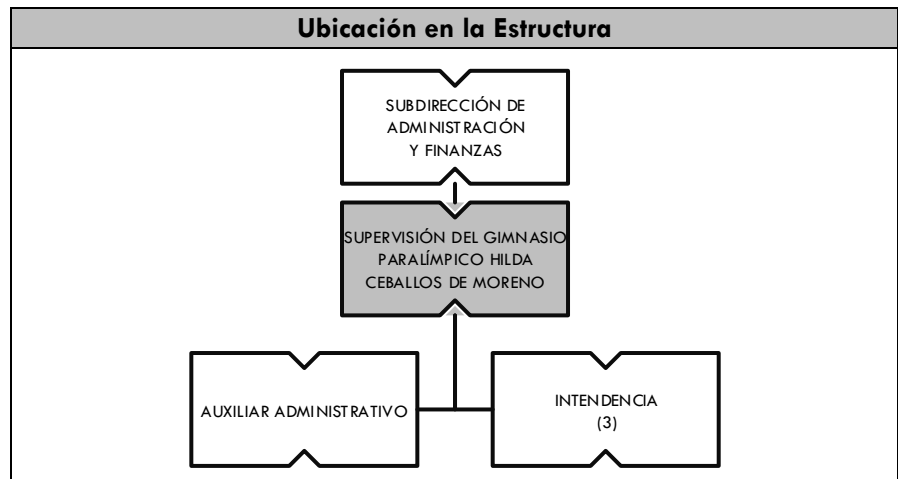 Ubicación en la Estructura
SUBDIRECCIÓN DE
ADMINISTRACIÓN
Y FINANZAS
SUPERVISIÓN DEL GIMNASIO
PARALÍMPICO HILDA
CEBALLOS DE MORENO
AUXILIAR ADMINISTRATIVO
INTENDENCIA
(3)